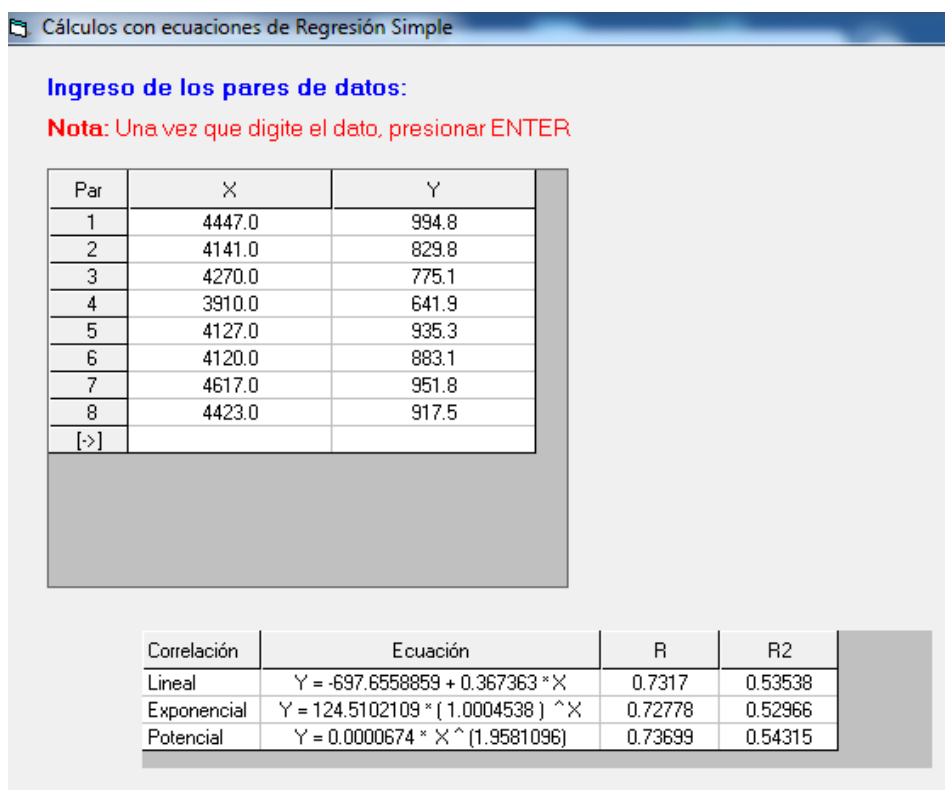 Cálculos con ecuaciones de Regresión Simple
Ingreso de los pares de datos:
Nota: Una vez que digite el dato, presionar ENTER
Par X Y
1 4447.0 994.8
2 4141.0 829.8
3 4270.0 775.1
4 3910.0 641.9
5 4127.0 935.3
6 4120.0 883.1
7 4617.0 951.8
8 4423.0 917.5
[->]
Correlación Ecuación R R2
Lineal Y = -697.6558859 + 0.367363 * X 0.7317 0.53538
Exponencial Y = 124.5102109 * ( 1.0004538 ) ^ X 0.72778 0.52966
Potencial Y = 0.0000674 * X ^ (1.9581096) 0.73699 0.54315